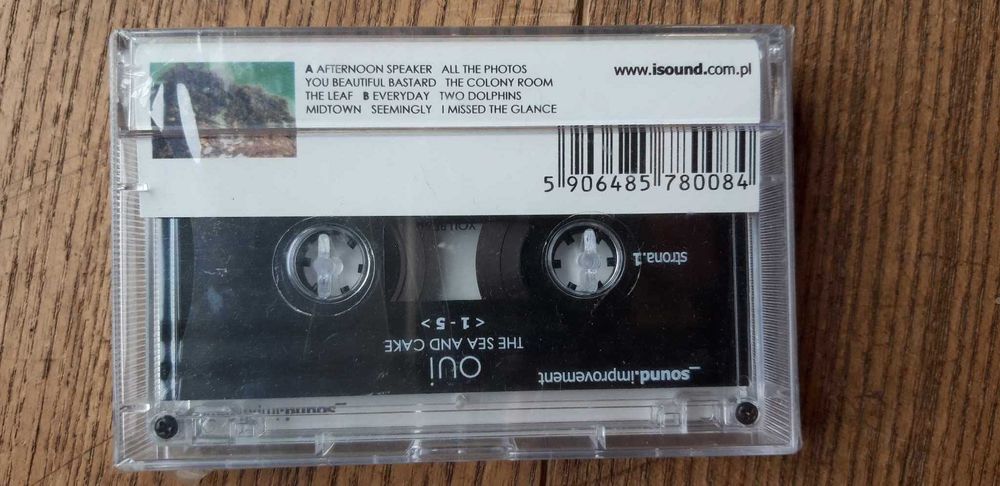 A AFTERNOON SPEAKER ALL THE PHOTOS
YOU BEAUTIFUL BASTARD THE COLONY ROOM
THE LEAF B EVERYDAY TWO DOLPHINS
MIDTOWN SEEMINGLY I MISSED THE GLANCE
www.isound.com.pl
5 906485 780084
_sound.improvement
OUi
THE SEA AND CAKE
< 1 - 5 >
strona.1